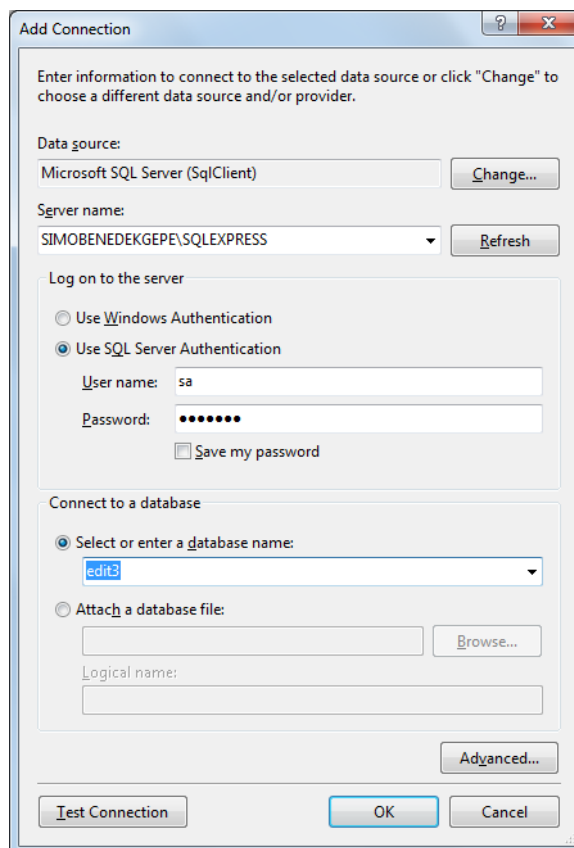 Add Connection
Enter information to connect to the selected data source or click "Change" to
choose a different data source and/or provider.
Data source:
Microsoft SQL Server (SqlClient)
Change...
Server name:
SIMOBENEDEKGEPE\SQLEXPRESS
Refresh
Log on to the server
Use Windows Authentication
Use SQL Server Authentication
User name:
sa
Password:
●●●●●●●
Save my password
Connect to a database
Select or enter a database name:
edit3
Attach a database file:
Browse...
Logical name:
Advanced...
Test Connection
OK
Cancel